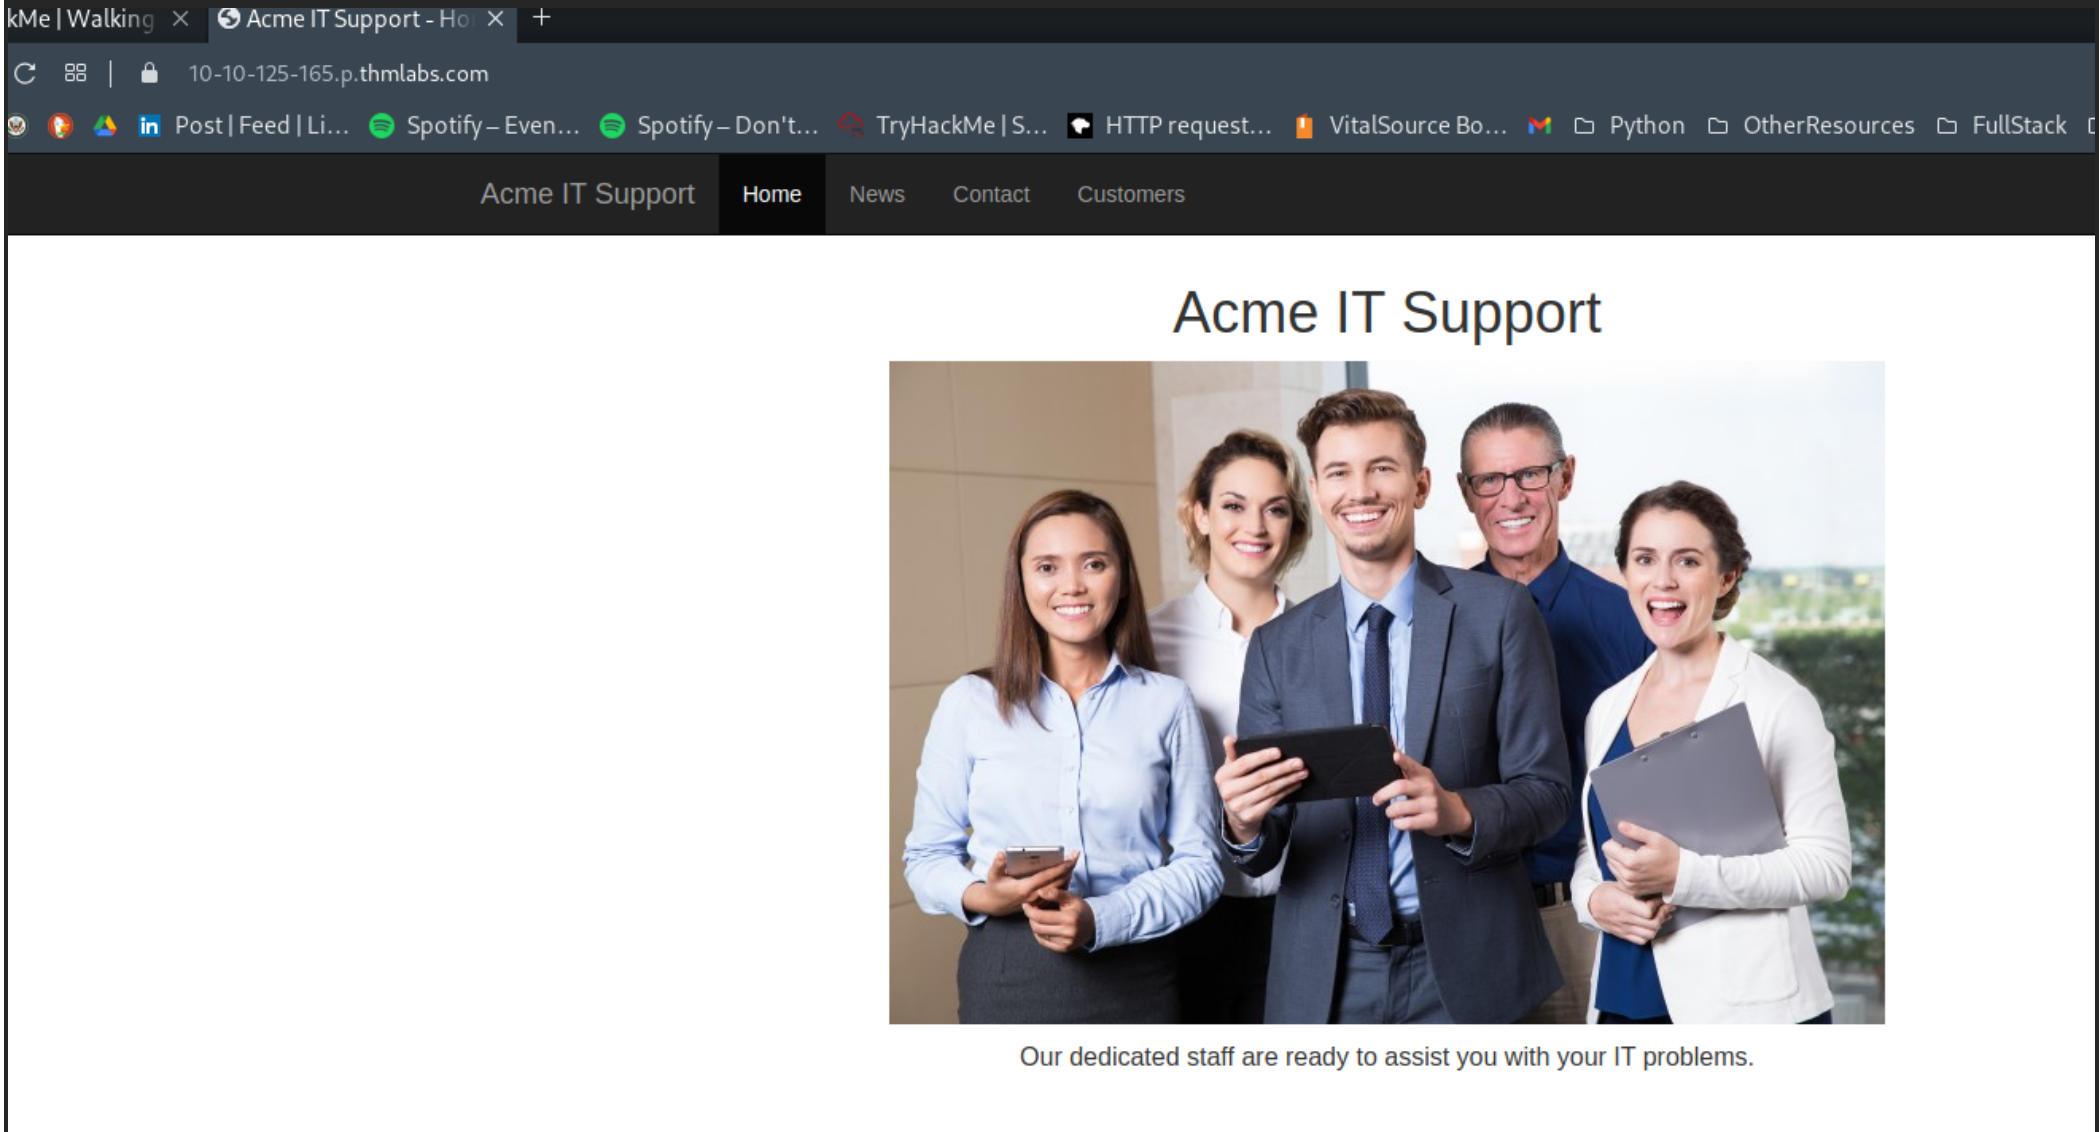 kMe | Walking
Acme IT Support - Ho
10-10-125-165.p.thmlabs.com
in Post | Feed | Li... Spotify – Even... Spotify – Don't... TryHackMe | S... HTTP request... VitalSource Bo... Python OtherResources FullStack
Acme IT Support Home News Contact Customers
Acme IT Support
Our dedicated staff are ready to assist you with your IT problems.